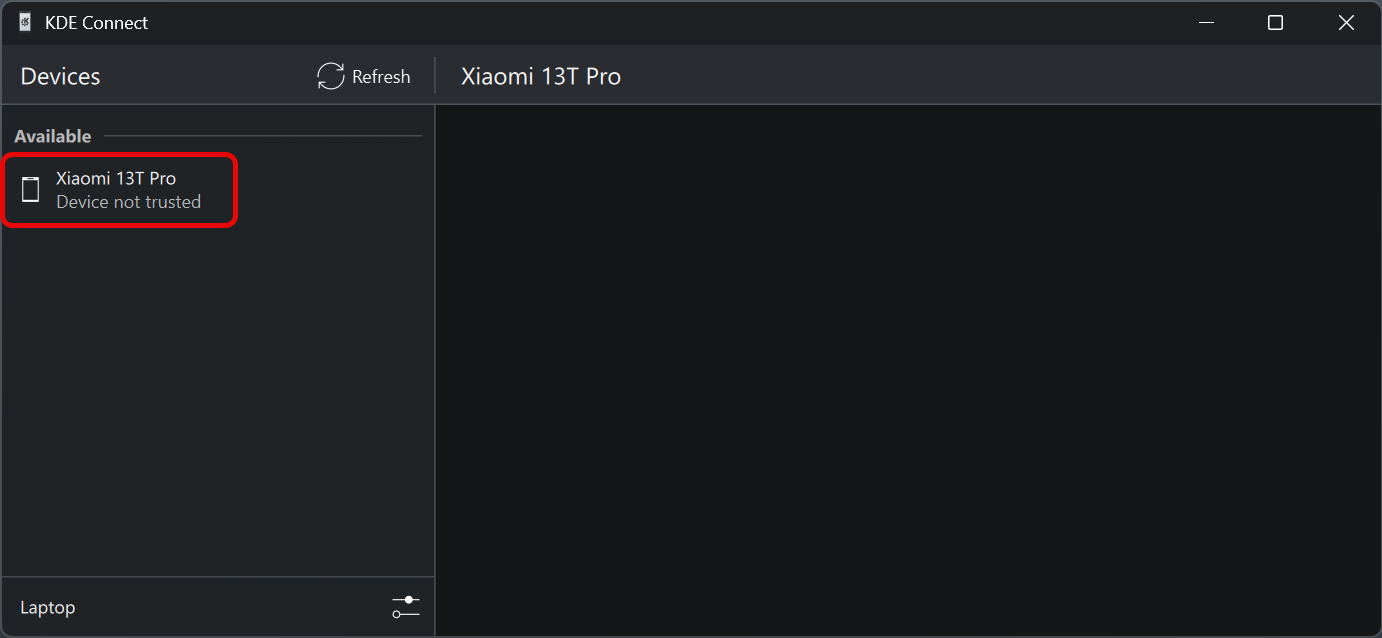 KDE Connect
Devices
Refresh
Xiaomi 13T Pro
Available
Xiaomi 13T Pro
Device not trusted
Laptop